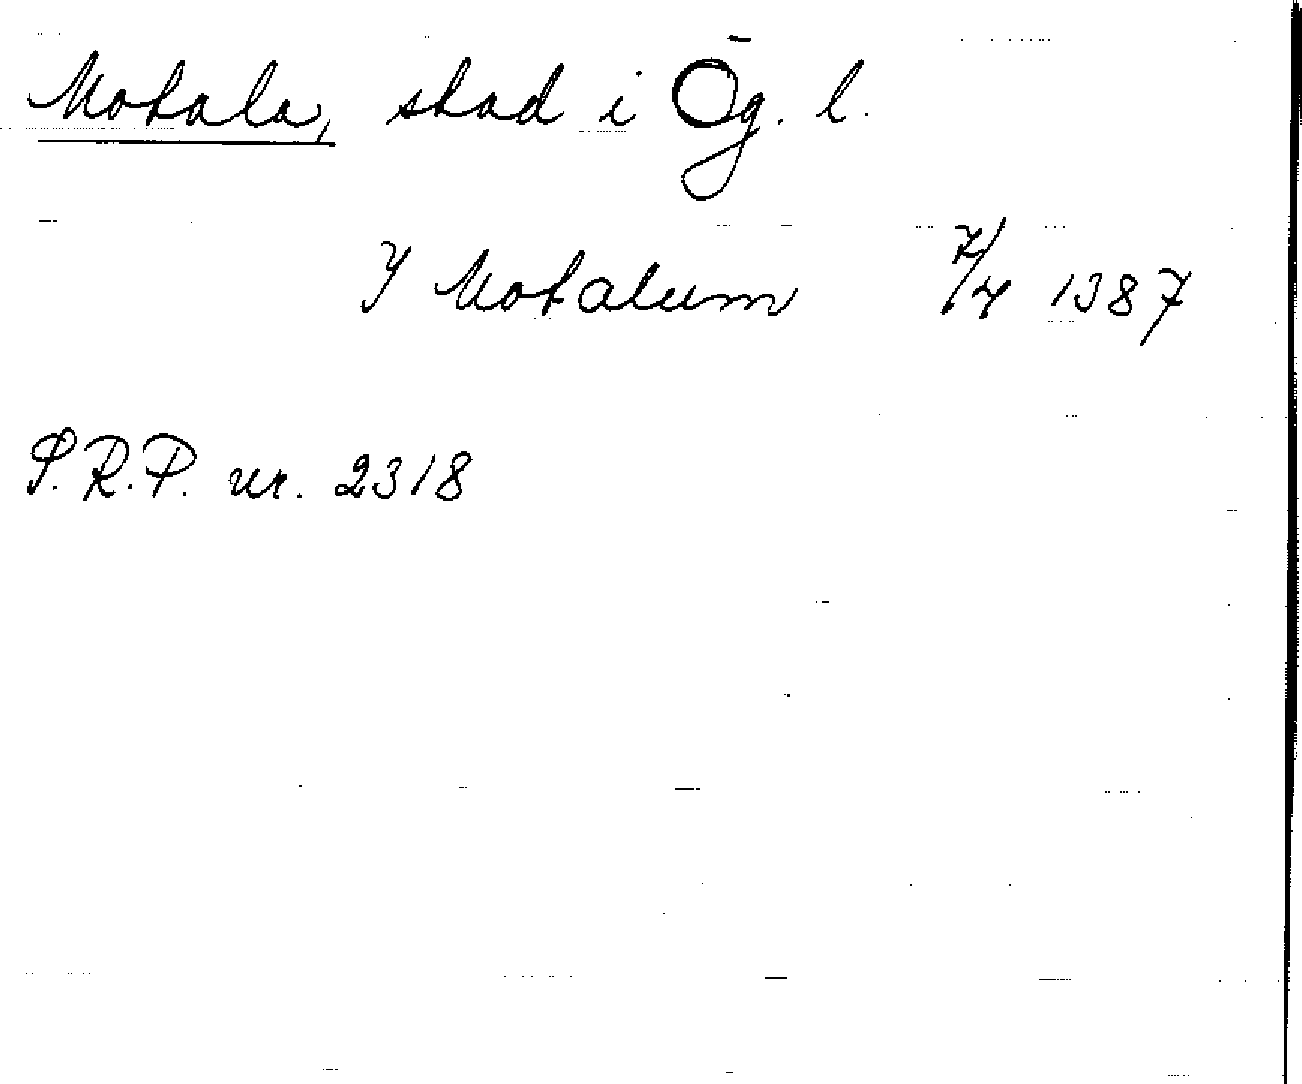 Motala, stad i Ög. l.
I Motalum 7/4 1387
S.R.P. nr. 2318